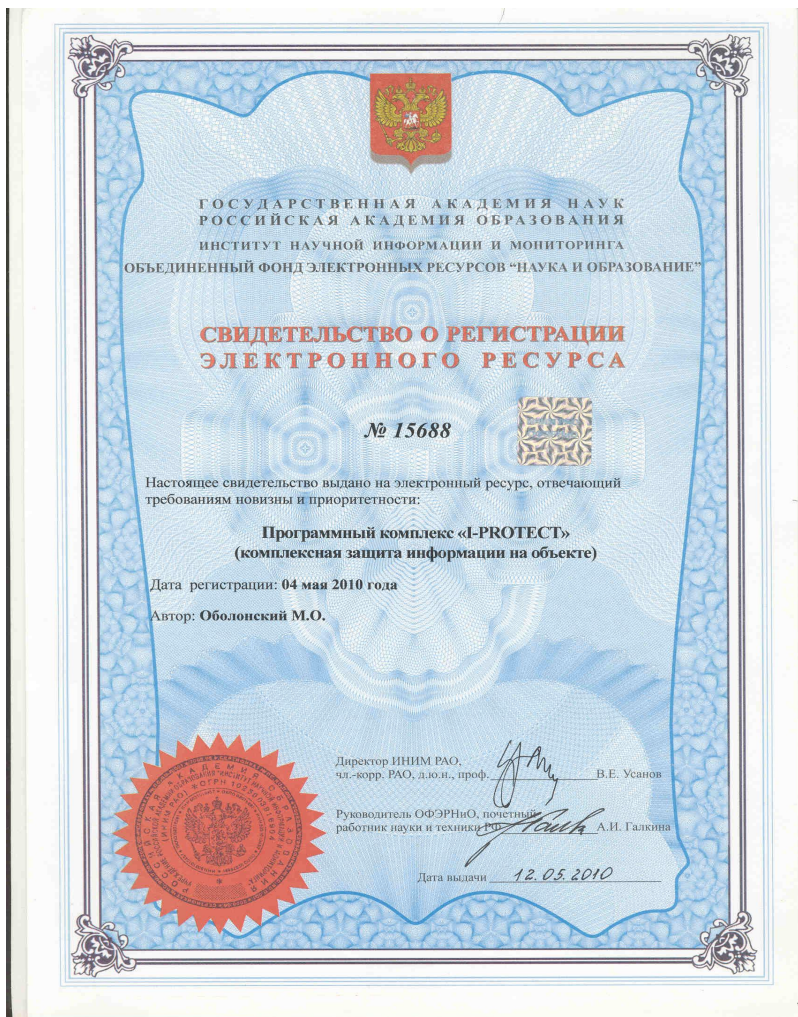 ГОСУДАРСТВЕННАЯ АКАДЕМИЯ НАУК
РОССИЙСКАЯ АКАДЕМИЯ ОБРАЗОВАНИЯ
ИНСТИТУТ НАУЧНОЙ ИНФОРМАЦИИ И МОНИТОРИНГА
ОБЪЕДИНЕННЫЙ ФОНД ЭЛЕКТРОННЫХ РЕСУРСОВ “НАУКА И ОБРАЗОВАНИЕ”
СВИДЕТЕЛЬСТВО О РЕГИСТРАЦИИ
ЭЛЕКТРОННОГО РЕСУРСА
№ 15688
Настоящее свидетельство выдано на электронный ресурс, отвечающий
требованиям новизны и приоритетности:
Программный комплекс «I-PROTECT»
(комплексная защита информации на объекте)
Дата регистрации: 04 мая 2010 года
Автор: Оболонский М.О.
Директор ИНИМ РАО,
чл.-корр. РАО, д.ю.н., проф. В.Е. Усанов
Руководитель ОФЭРНиО, почетный
работник науки и техники РФ А.И. Галкина
Дата выдачи 12.05.2010
РОССИЙСКАЯ АКАДЕМИЯ ОБРАЗОВАНИЯ